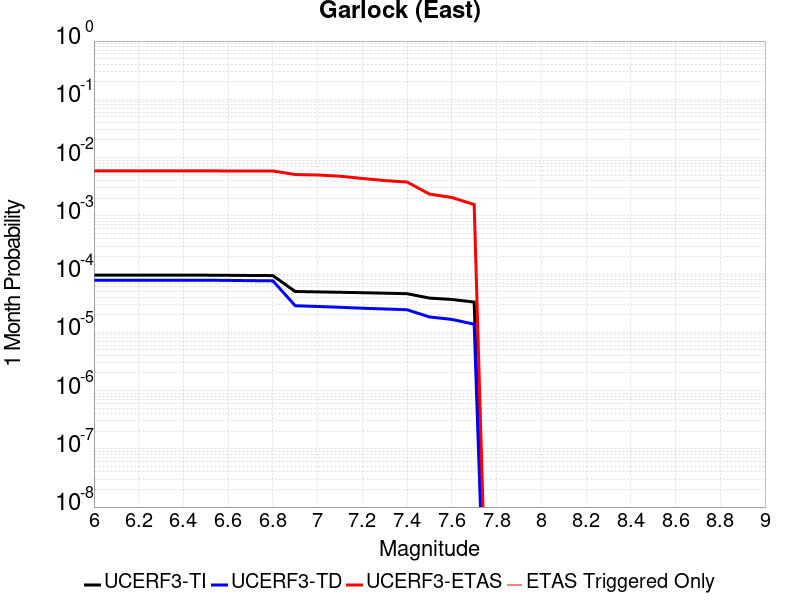 Garlock (East)
10^0
10^-1
10^-2
10^-3
10^-4
10^-5
10^-6
10^-7
10^-8
1 Month Probability
6 6.2 6.4 6.6 6.8 7 7.2 7.4 7.6 7.8 8 8.2 8.4 8.6 8.8 9
Magnitude
UCERF3-TI UCERF3-TD UCERF3-ETAS ETAS Triggered Only